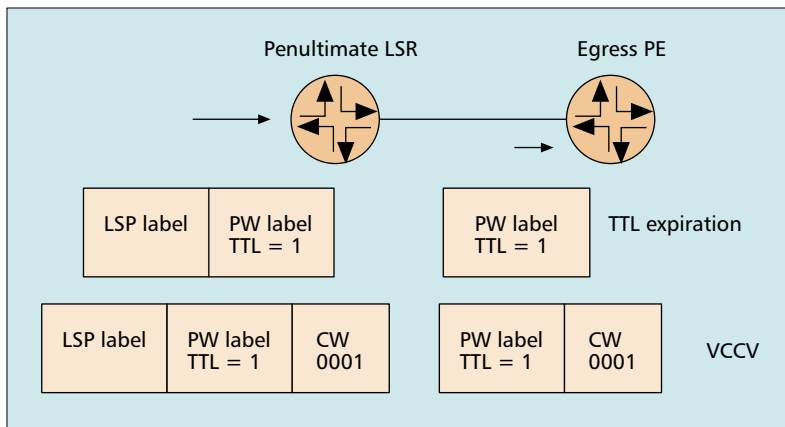 Penultimate LSR
Egress PE
LSP label
PW label
TTL = 1
PW label
TTL = 1
TTL expiration
LSP label
PW label
TTL = 1
CW
0001
PW label
TTL = 1
CW
0001
VCCV